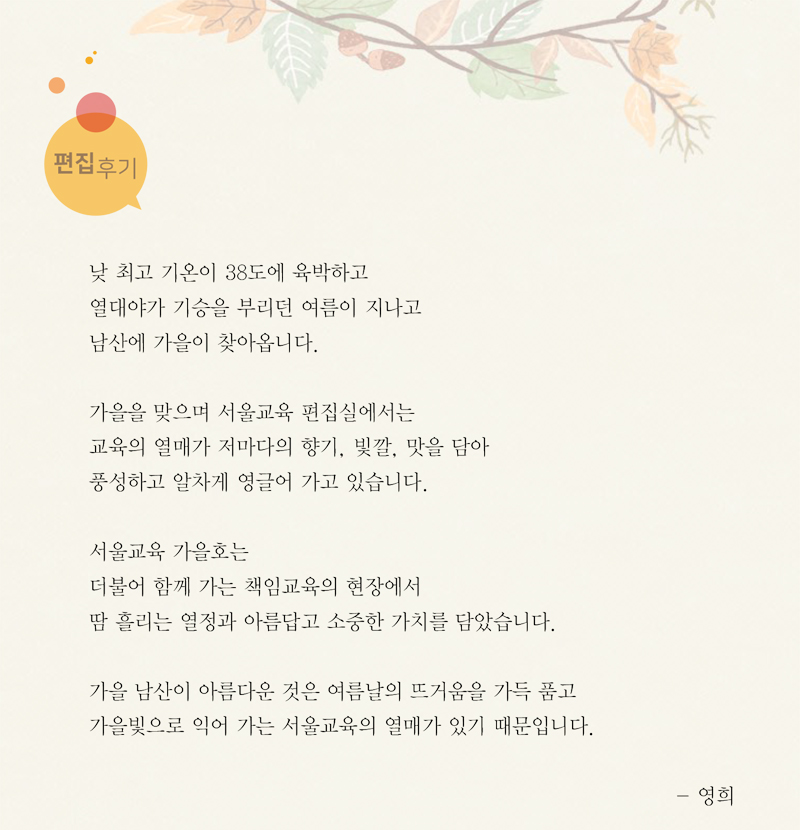 편집후기
낮 최고 기온이 38도에 육박하고
열대야가 기승을 부리던 여름이 지나고
남산에 가을이 찾아옵니다.
가을을 맞으며 서울교육 편집실에서는
교육의 열매가 저마다의 향기, 빛깔, 맛을 담아
풍성하고 알차게 영글어 가고 있습니다.
서울교육 가을호는
더불어 함께 가는 책임교육의 현장에서
땀 흘리는 열정과 아름답고 소중한 가치를 담았습니다.
가을 남산이 아름다운 것은 여름날의 뜨거움을 가득 품고
가을빛으로 익어 가는 서울교육의 열매가 있기 때문입니다.
– 영희